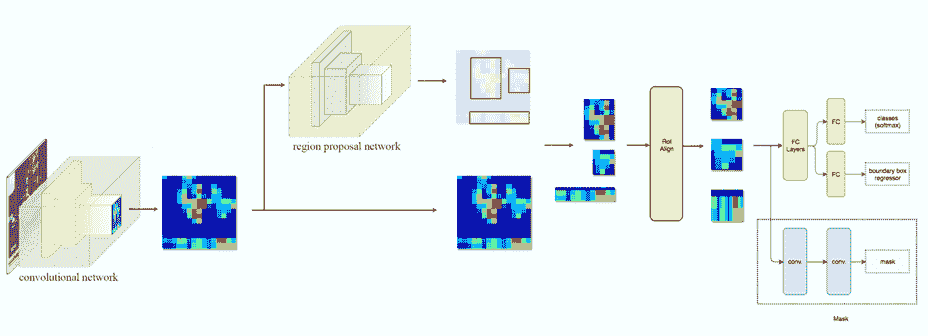 region proposal network
convolutional network
RoI
Align
FC
Layers
FC
classes
(softmax)
FC
boundary box
regressor
conv.
conv.
mask
Mask